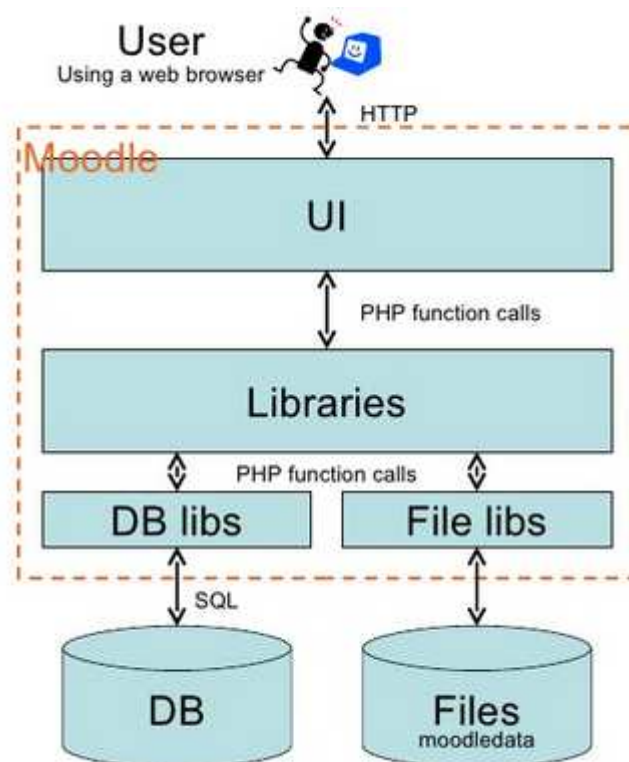 User
Using a web browser
HTTP
Moodle
UI
PHP function calls
Libraries
PHP function calls
DB libs
File libs
SQL
DB
Files
moodledata